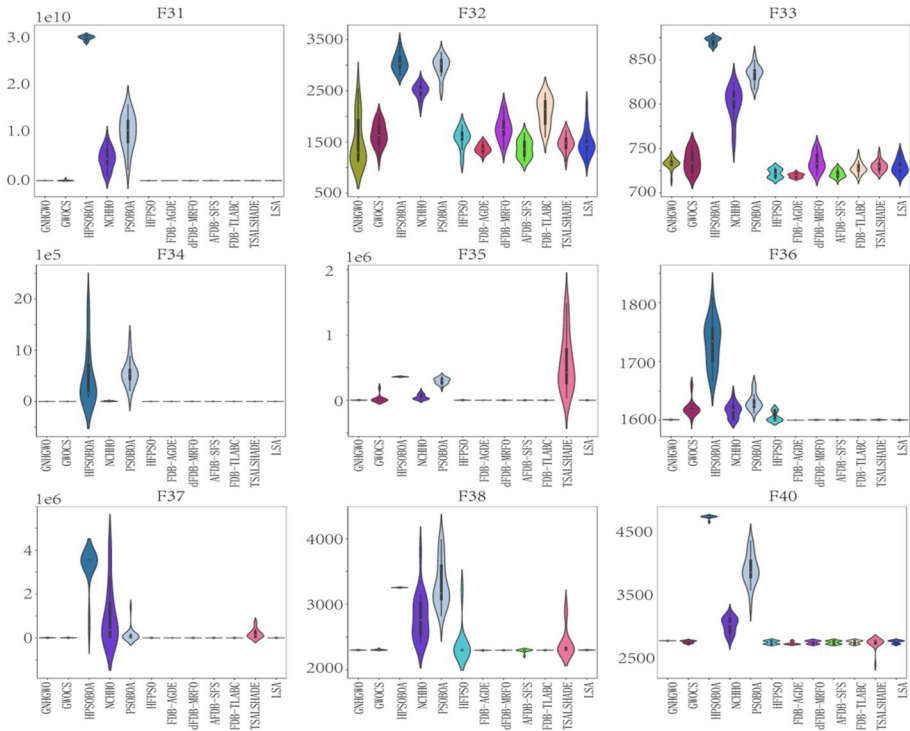 F31
1e10
3.0
2.0
1.0
0.0
GNHGWO
GWOCS
HPSOBOA
NCHHO
PSOBOA
HFPSO
FDB-AGDE
dFDB-MRFO
AFDB-SFS
FDB-TLABC
TSALSHADE
LSA
F32
3500
2500
1500
500
GNHGWO
GWOCS
HPSOBOA
NCHHO
PSOBOA
HFPSO
FDB-AGDE
dFDB-MRFO
AFDB-SFS
FDB-TLABC
TSALSHADE
LSA
F33
850
800
750
700
GNHGWO
GWOCS
HPSOBOA
NCHHO
PSOBOA
HFPSO
FDB-AGDE
dFDB-MRFO
AFDB-SFS
FDB-TLABC
TSALSHADE
LSA
F34
10e5
20
10
0
GNHGWO
GWOCS
HPSOBOA
NCHHO
PSOBOA
HFPSO
FDB-AGDE
dFDB-MRFO
AFDB-SFS
FDB-TLABC
TSALSHADE
LSA
F35
1e6
2
1
0
GNHGWO
GWOCS
HPSOBOA
NCHHO
PSOBOA
HFPSO
FDB-AGDE
dFDB-MRFO
AFDB-SFS
FDB-TLABC
TSALSHADE
LSA
F36
1800
1700
1600
GNHGWO
GWOCS
HPSOBOA
NCHHO
PSOBOA
HFPSO
FDB-AGDE
dFDB-MRFO
AFDB-SFS
FDB-TLABC
TSALSHADE
LSA
F37
1e6
4
2
0
GNHGWO
GWOCS
HPSOBOA
NCHHO
PSOBOA
HFPSO
FDB-AGDE
dFDB-MRFO
AFDB-SFS
FDB-TLABC
TSALSHADE
LSA
F38
4000
3000
2000
GNHGWO
GWOCS
HPSOBOA
NCHHO
PSOBOA
HFPSO
FDB-AGDE
dFDB-MRFO
AFDB-SFS
FDB-TLABC
TSALSHADE
LSA
F40
4500
3500
2500
GNHGWO
GWOCS
HPSOBOA
NCHHO
PSOBOA
HFPSO
FDB-AGDE
dFDB-MRFO
AFDB-SFS
FDB-TLABC
TSALSHADE
LSA